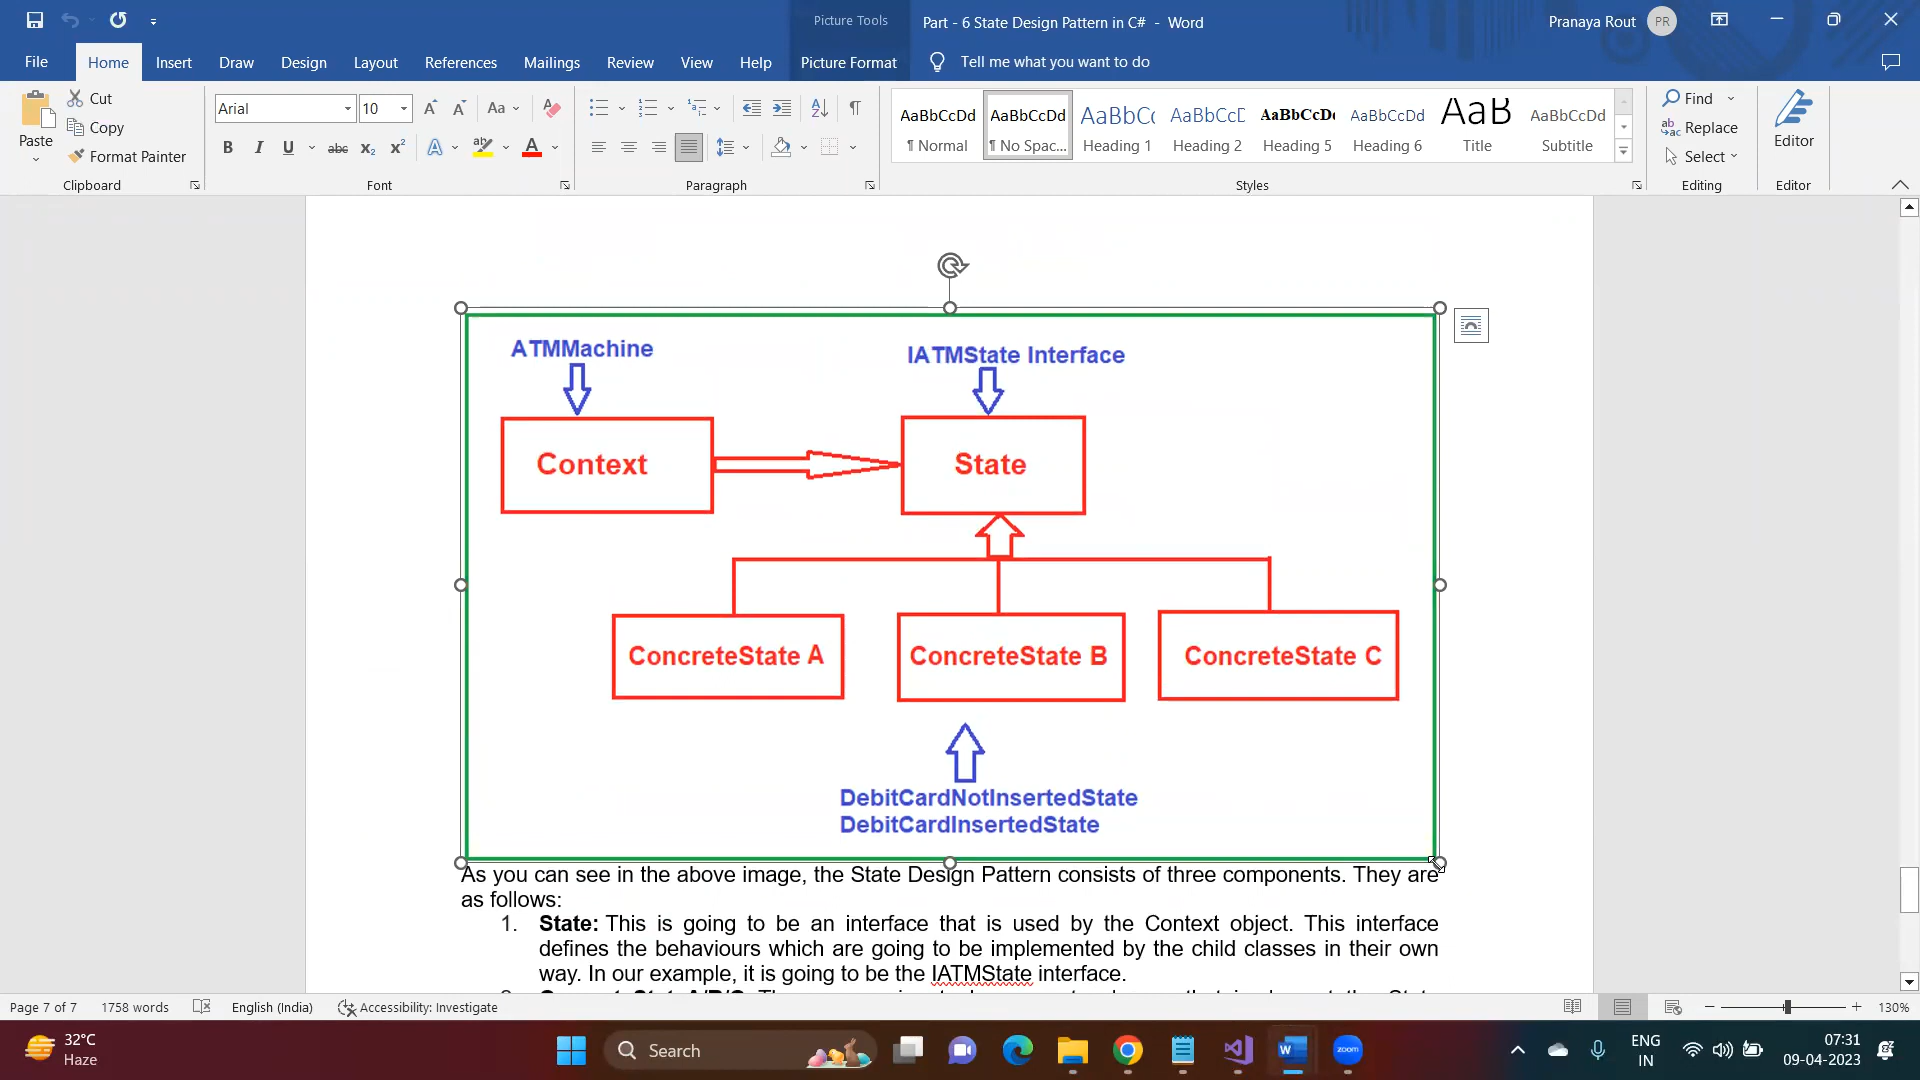 Picture Tools
Part - 6 State Design Pattern in C# - Word
Pranaya Rout
PR
File
Home
Insert
Draw
Design
Layout
References
Mailings
Review
View
Help
Picture Format
Tell me what you want to do
Paste
Cut
Copy
Format Painter
Clipboard
Arial
10
Aa
B I U abc x₂ x² A A
Font
Paragraph
AaBbCcDd
¶ Normal
AaBbCcDd
¶ No Spac...
AaBbCc
Heading 1
AaBbCcC
Heading 2
AaBbCcDc
Heading 5
AaBbCcDd
Heading 6
AaB
Title
AaBbCcDd
Subtitle
Styles
Find
Replace
Select
Editing
Editor
Editor
ATMMachine
IATMState Interface
Context
State
ConcreteState A
ConcreteState B
ConcreteState C
DebitCardNotInsertedState
DebitCardInsertedState
As you can see in the above image, the State Design Pattern consists of three components. They are
as follows:
1. State: This is going to be an interface that is used by the Context object. This interface
defines the behaviours which are going to be implemented by the child classes in their own
way. In our example, it is going to be the IATMState interface.
Page 7 of 7
1758 words
English (India)
Accessibility: Investigate
130%
32°C
Haze
Search
zoom
ENG
IN
07:31
09-04-2023